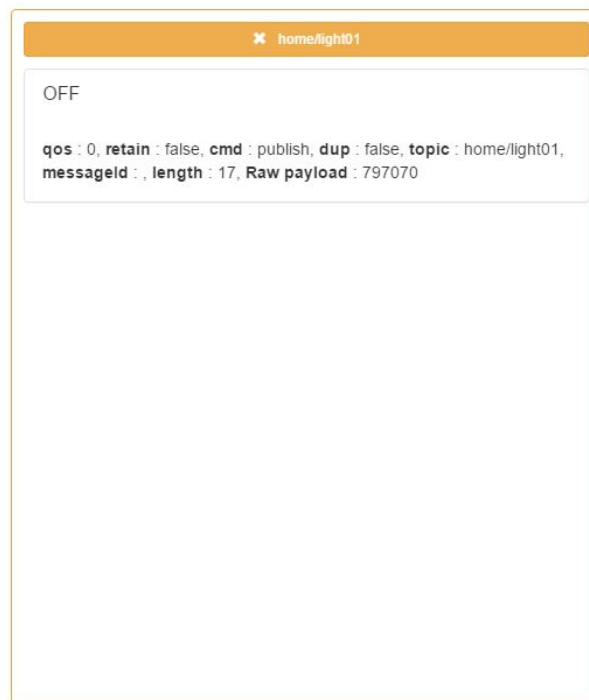 ✖ home/light01
OFF
qos : 0, retain : false, cmd : publish, dup : false, topic : home/light01,
messageId : , length : 17, Raw payload : 797070